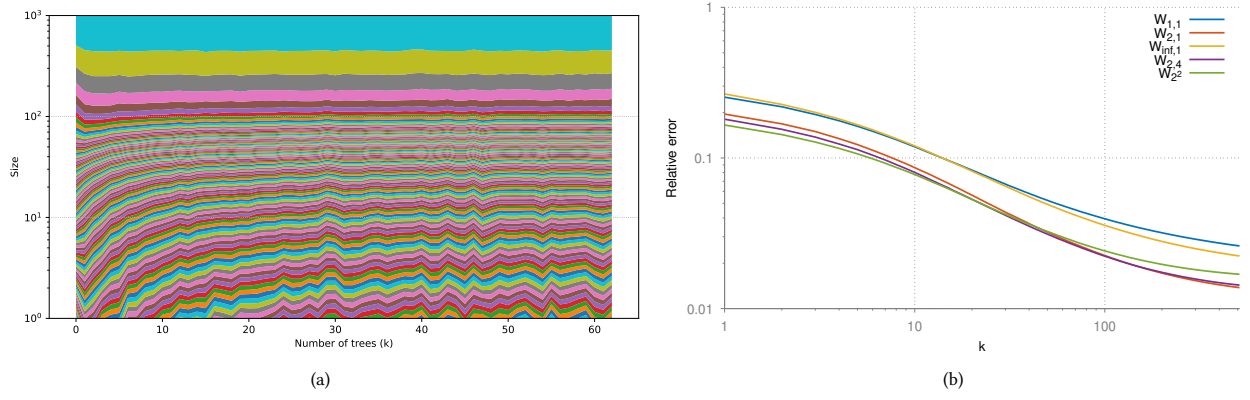 10³
10²
10¹
10⁰
Size
0 10 20 30 40 50 60
Number of trees (k)
(a)
1
0.1
0.01
Relative error
W1,1
W2,1
Winf,1
W2,4
W2²
1 10 100
k
(b)